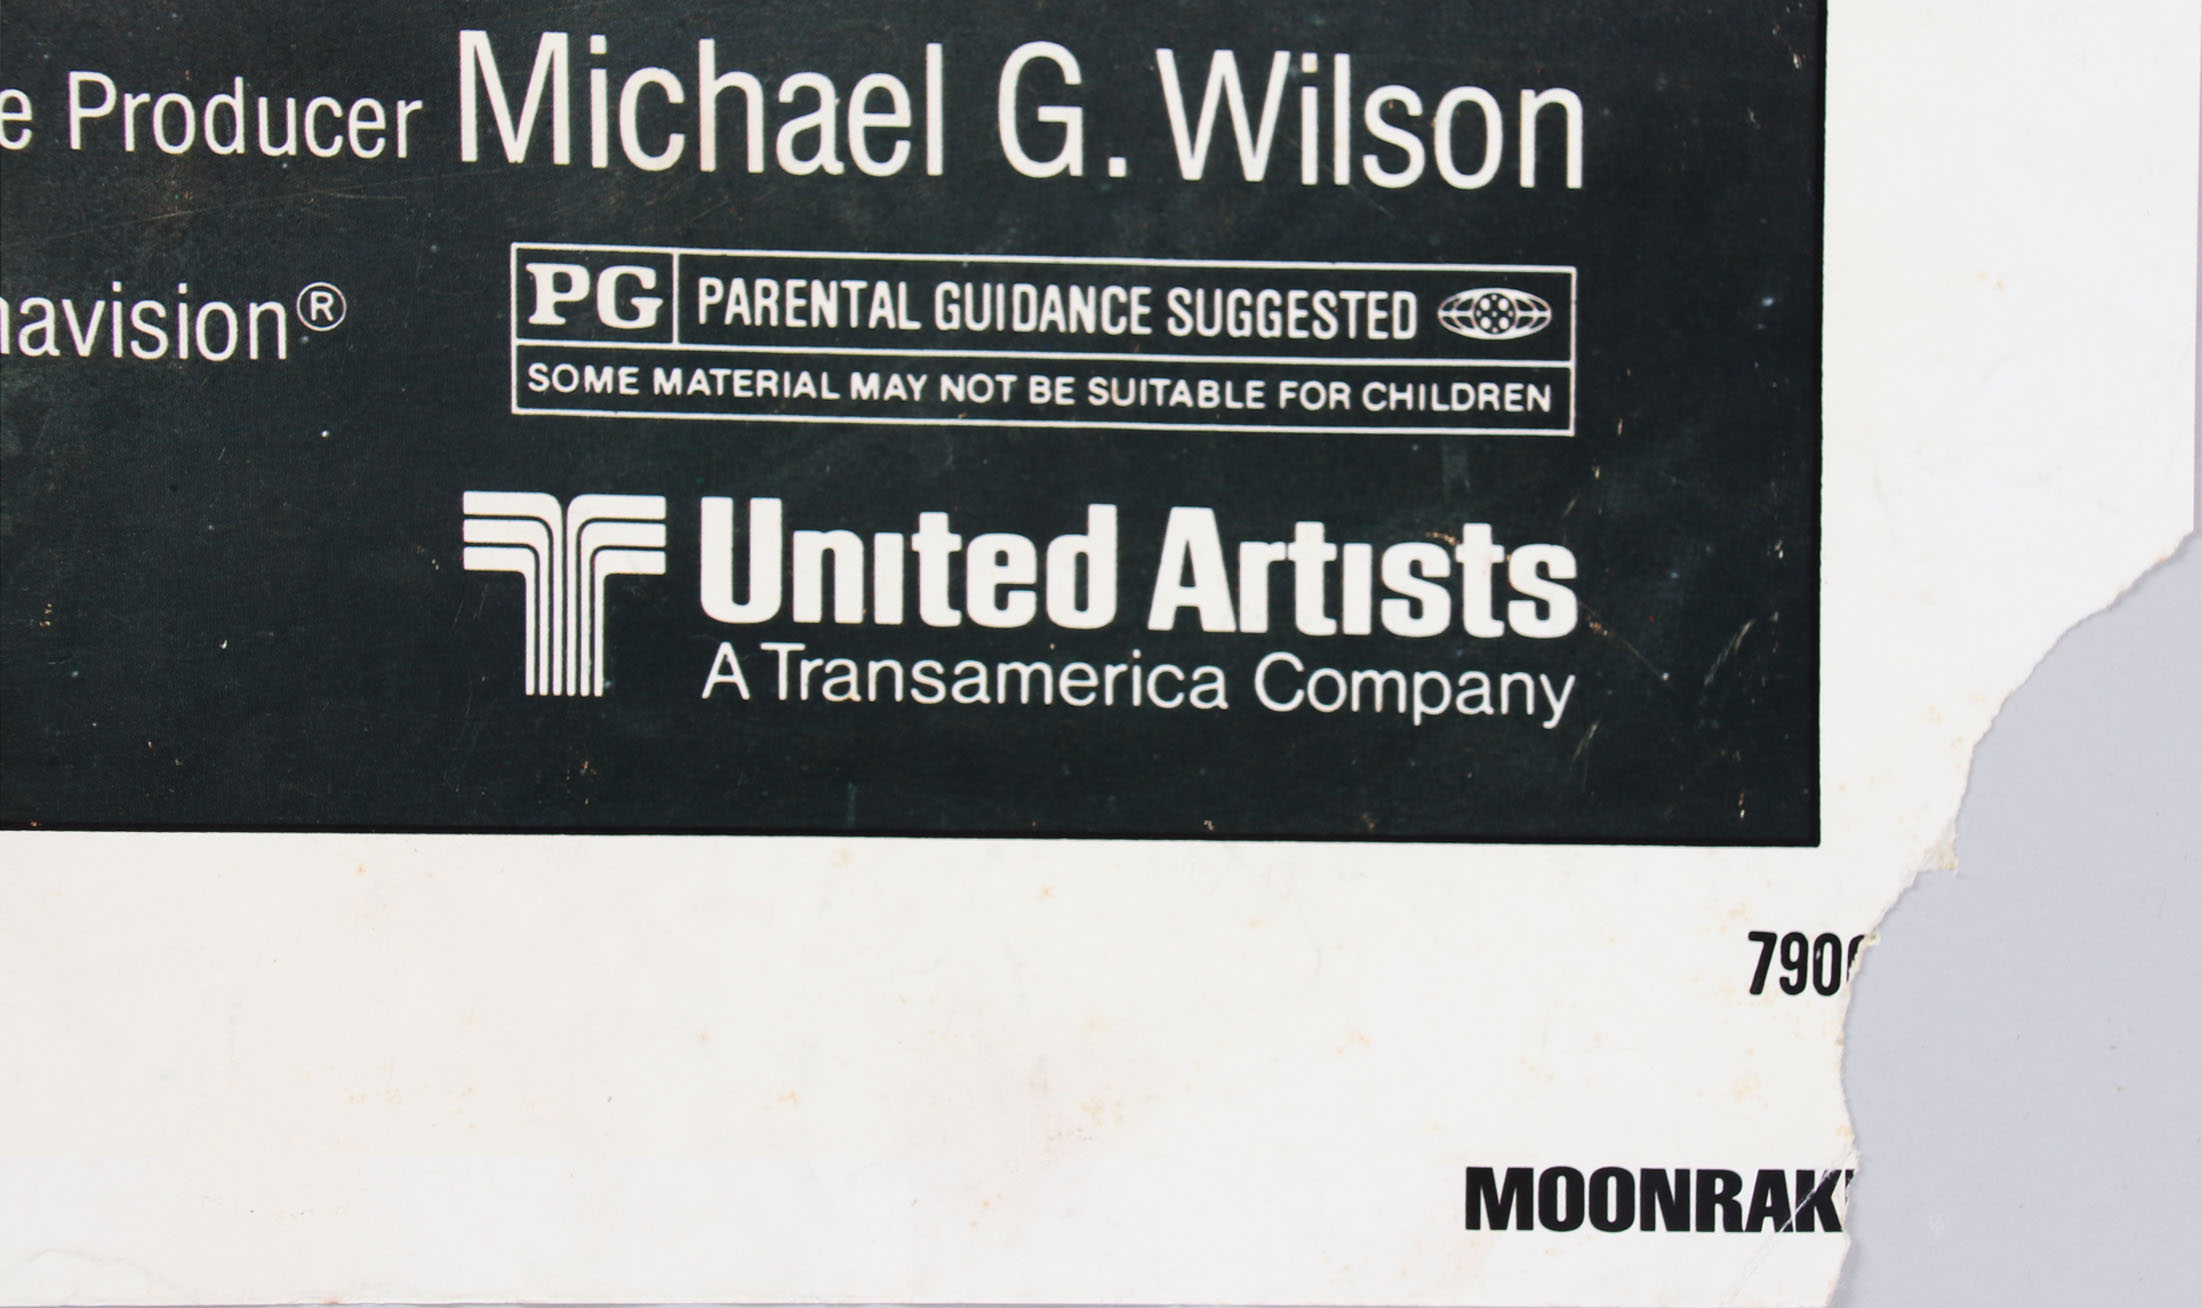 Producer Michael G. Wilson
PG PARENTAL GUIDANCE SUGGESTED
SOME MATERIAL MAY NOT BE SUITABLE FOR CHILDREN
United Artists
A Transamerica Company
790
MOONRAK